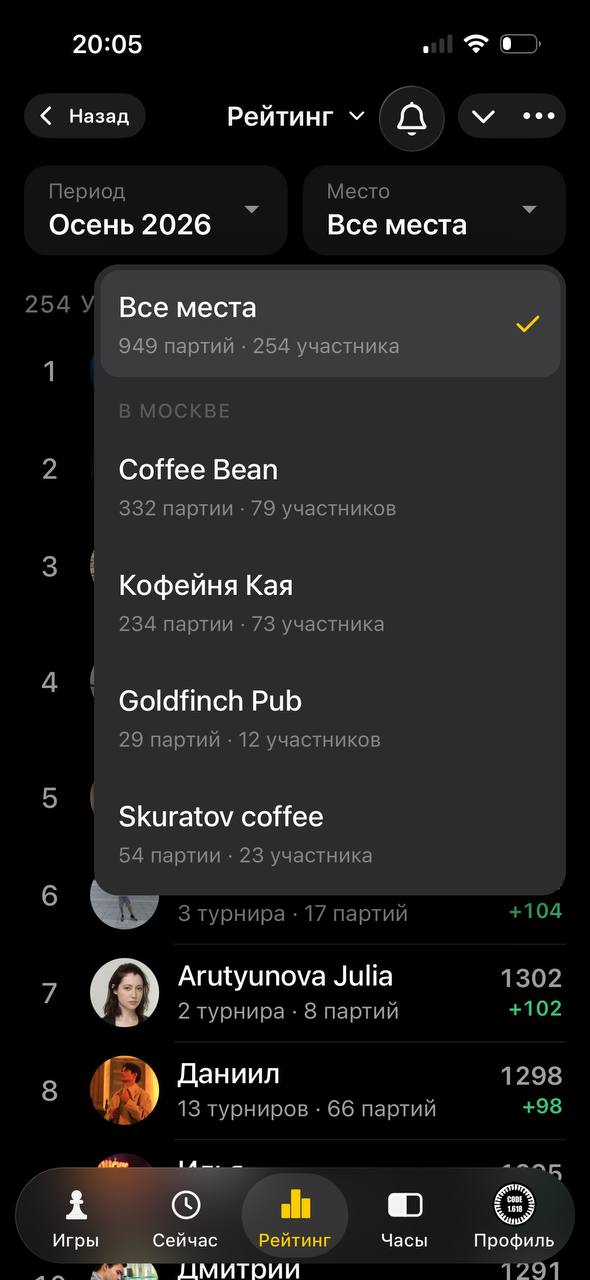 20:05
Назад
Рейтинг
Период
Осень 2026
Место
Все места
254 У
Все места
949 партий · 254 участника
В МОСКВЕ
Coffee Bean
332 партии · 79 участников
Кофейня Кая
234 партии · 73 участника
Goldfinch Pub
29 партий · 12 участников
Skuratov coffee
54 партии · 23 участника
1
2
3
4
5
6
3 турнира · 17 партий
+104
7
Arutyunova Julia
1302
2 турнира · 8 партий
+102
8
Даниил
1298
13 турниров · 66 партий
+98
Игры
Сейчас
Рейтинг
Часы
CODE
1.618
Профиль
Дмитрий
1291